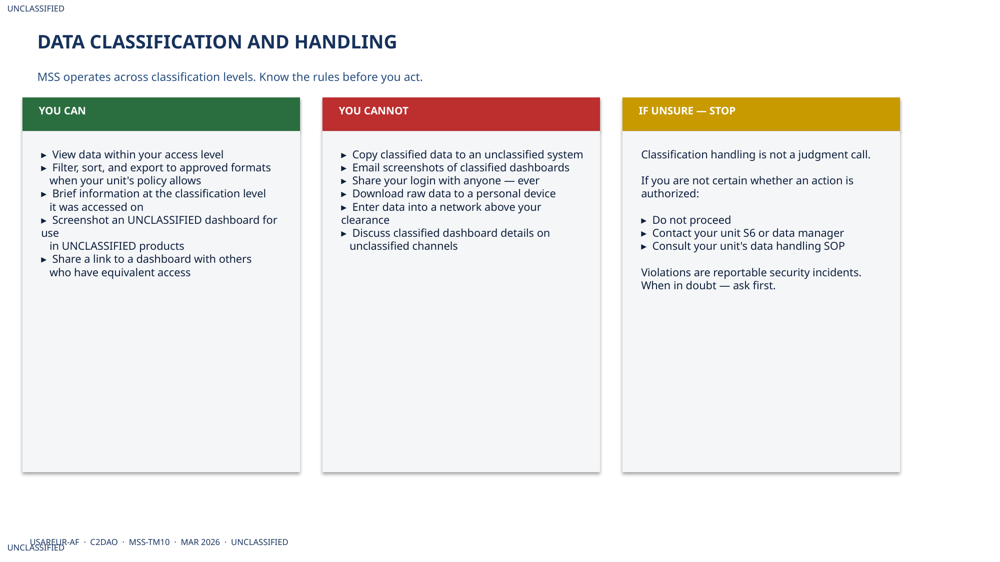 UNCLASSIFIED
DATA CLASSIFICATION AND HANDLING
MSS operates across classification levels. Know the rules before you act.
YOU CAN
▸ View data within your access level
▸ Filter, sort, and export to approved formats
when your unit's policy allows
▸ Brief information at the classification level
it was accessed on
▸ Screenshot an UNCLASSIFIED dashboard for
use
in UNCLASSIFIED products
▸ Share a link to a dashboard with others
who have equivalent access
YOU CANNOT
▸ Copy classified data to an unclassified system
▸ Email screenshots of classified dashboards
▸ Share your login with anyone — ever
▸ Download raw data to a personal device
▸ Enter data into a network above your
clearance
▸ Discuss classified dashboard details on
unclassified channels
IF UNSURE — STOP
Classification handling is not a judgment call.
If you are not certain whether an action is
authorized:
▸ Do not proceed
▸ Contact your unit S6 or data manager
▸ Consult your unit's data handling SOP
Violations are reportable security incidents.
When in doubt — ask first.
USAREUR-AF · C2DAO · MSS-TM10 · MAR 2026 · UNCLASSIFIED
UNCLASSIFIED